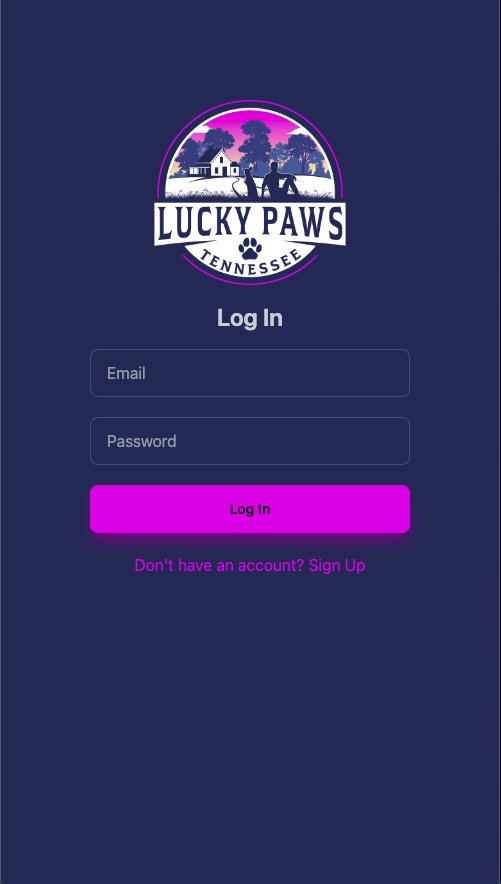 LUCKY PAWS
TENNESSEE
Log In
Email
Password
Log In
Don't have an account? Sign Up